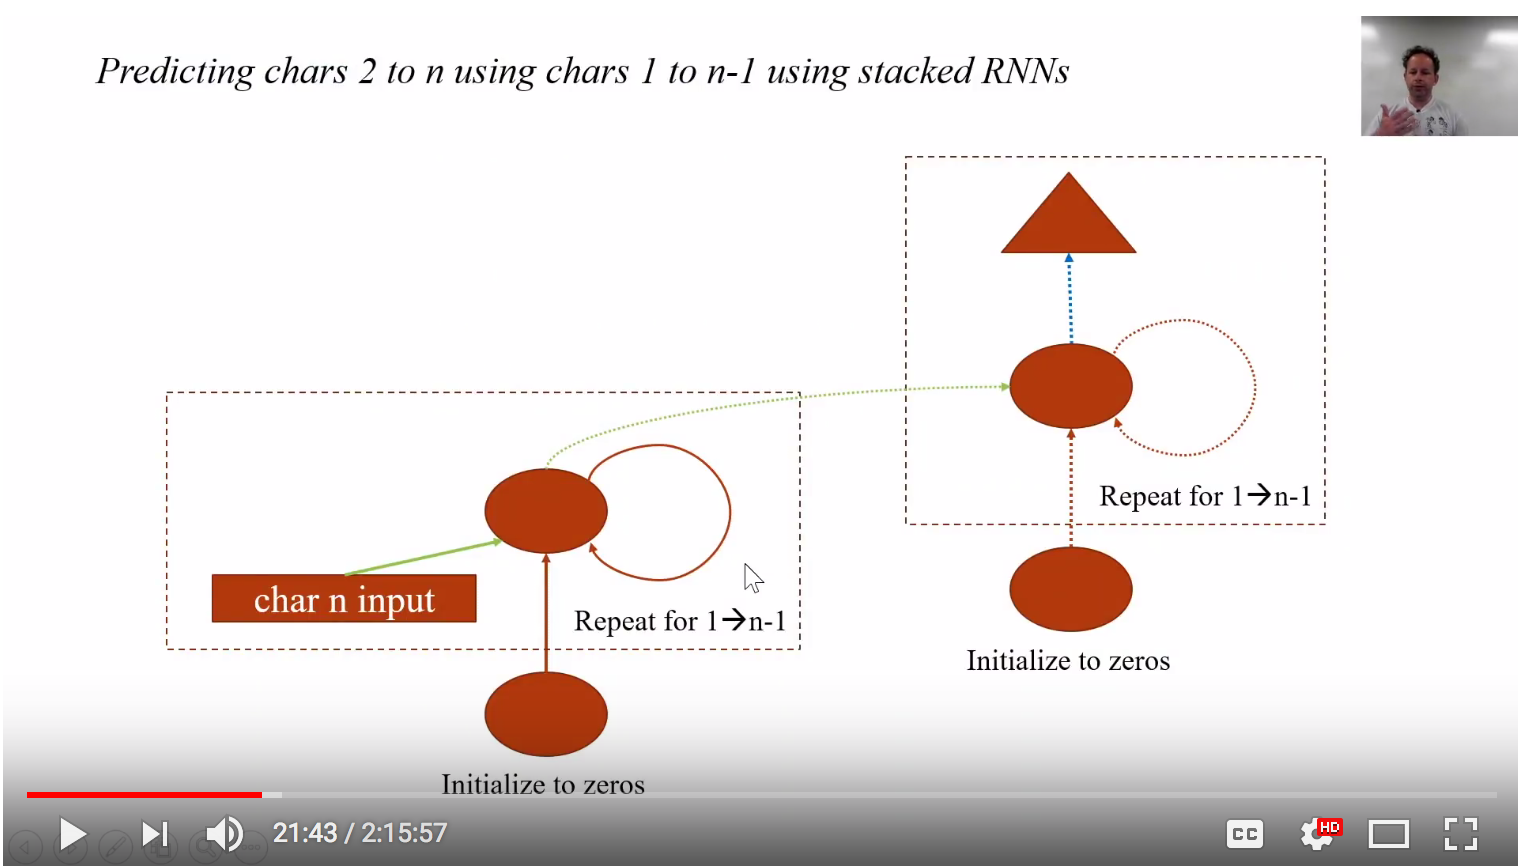 Predicting chars 2 to n using chars 1 to n-1 using stacked RNNs
Repeat for 1→n-1
char n input
Repeat for 1→n-1
Initialize to zeros
Initialize to zeros
21:43 / 2:15:57
CC
HD